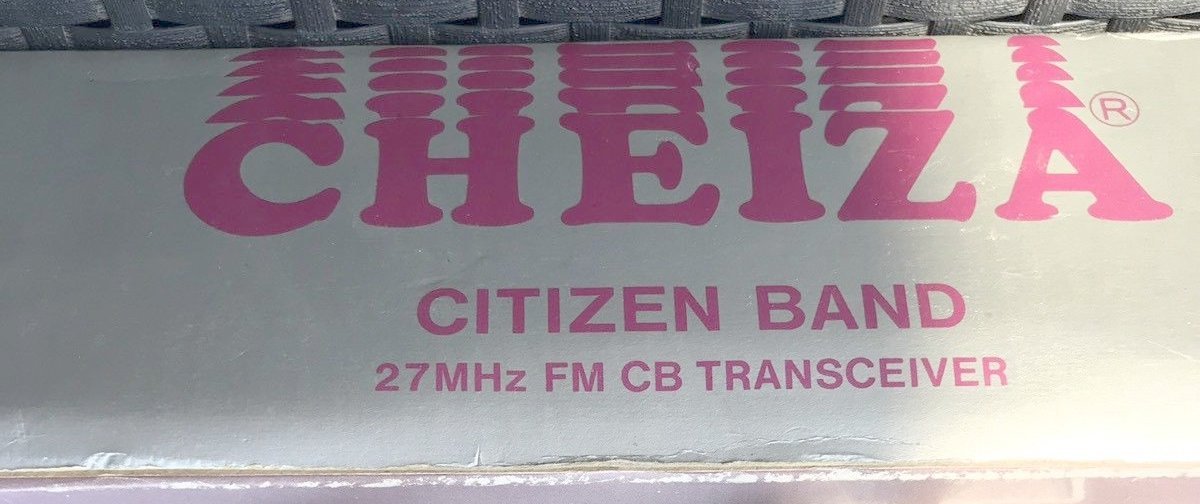 CHEIZA®
CITIZEN BAND
27MHz FM CB TRANSCEIVER